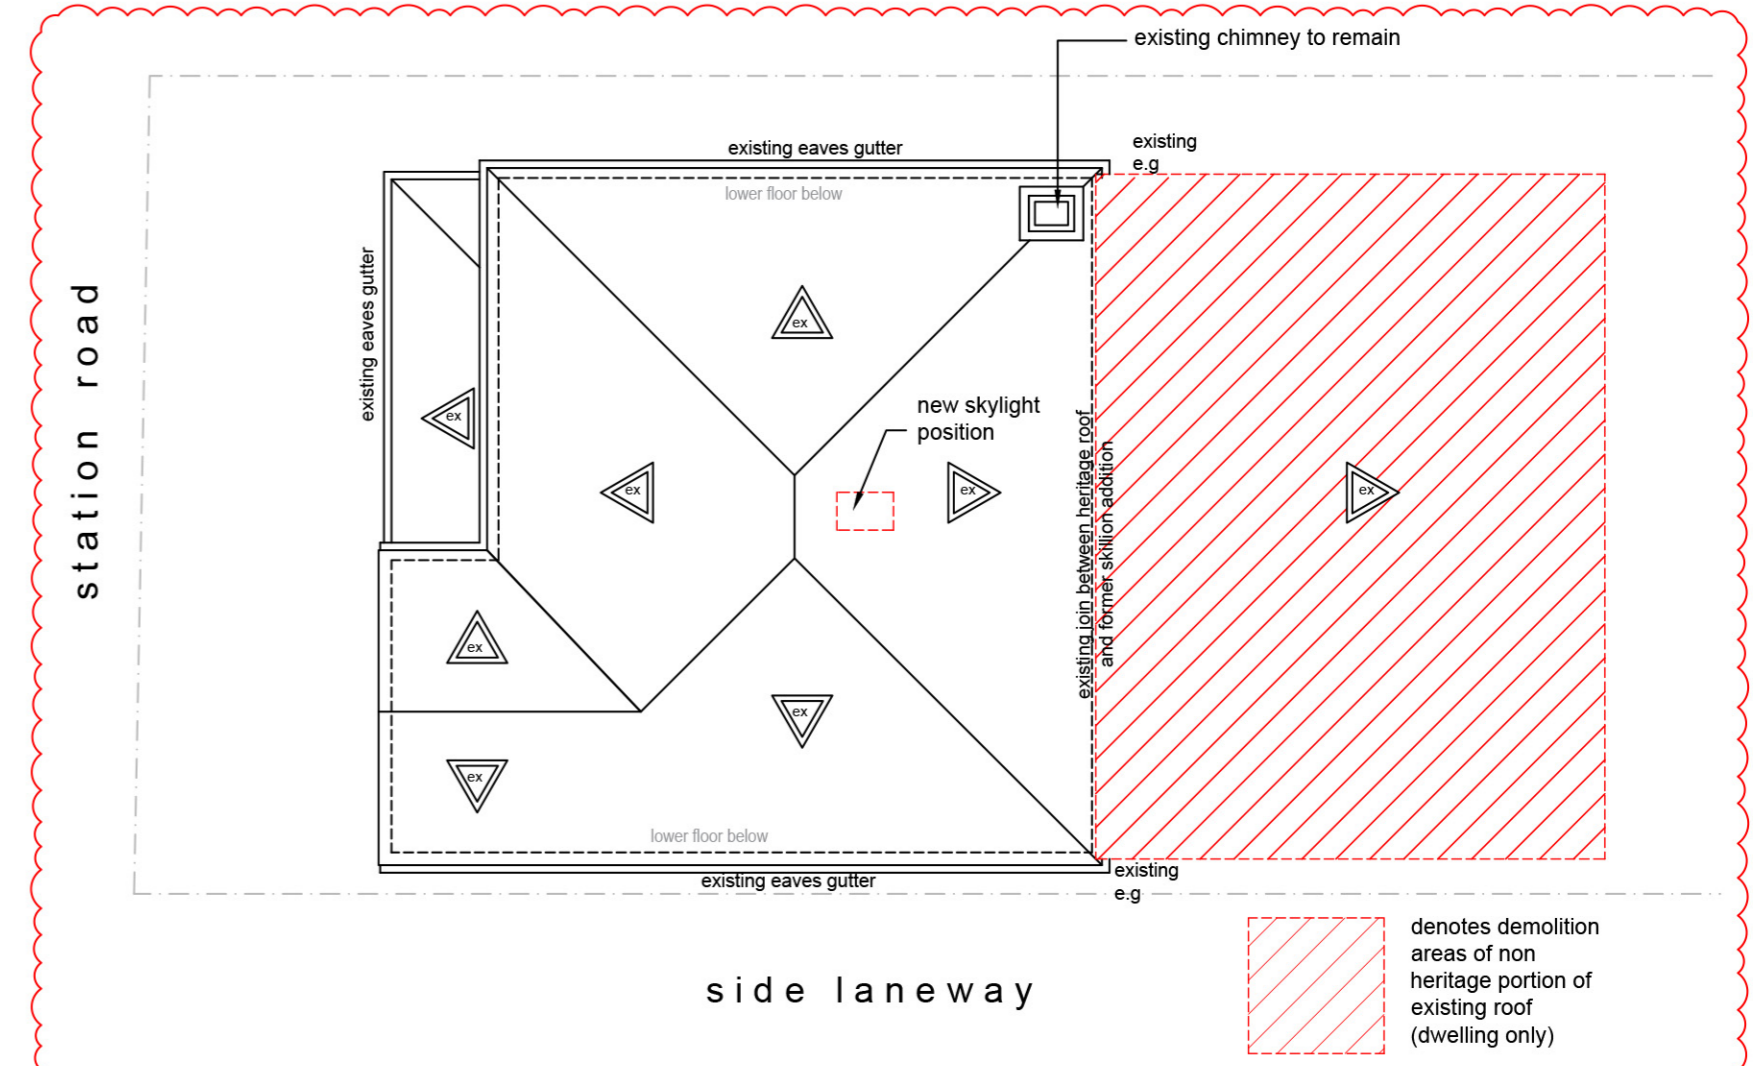 existing chimney to remain
existing eaves gutter
existing
e.g
lower floor below
existing eaves gutter
station road
ex
ex
new skylight
position
ex
ex
ex
existing join between heritage roof
and former skillion addition
ex
ex
ex
lower floor below
existing eaves gutter
existing
e.g
side laneway
denotes demolition
areas of non
heritage portion of
existing roof
(dwelling only)